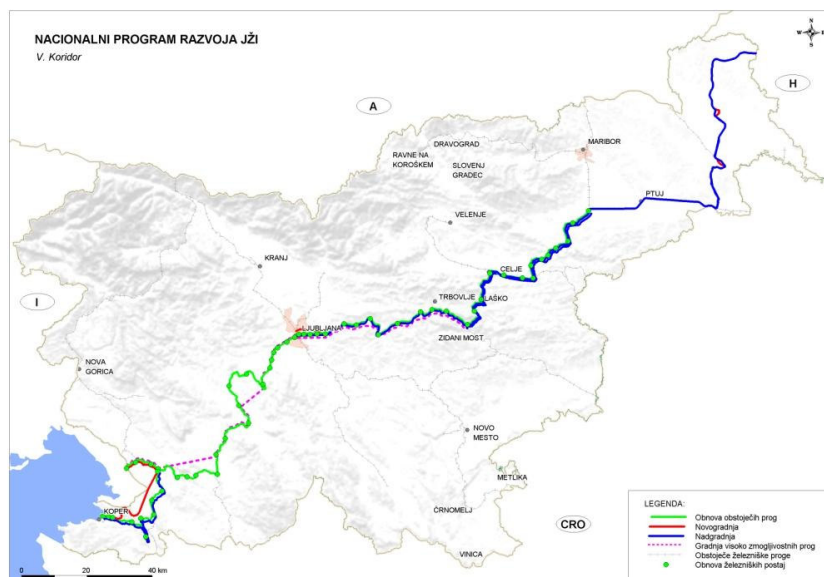 NACIONALNI PROGRAM RAZVOJA JŽI
V. Koridor
N
W
E
S
H
A
MARIBOR
DRAVOGRAD
RAVNE NA
KOROŠKEM
SLOVENJ
GRADEC
PTUJ
VELENJE
KRANJ
CELJE
I
TRBOVLJE
LAŠKO
LJUBLJANA
ZIDANI MOST
NOVA
GORICA
NOVO
MESTO
METLIKA
KOPER
ČRNOMELJ
CRO
VINICA
LEGENDA:
Obnova obstoječih prog
Novogradnja
Nadgradnja
Gradnja visoko zmogljivostnih prog
Obstoječe železniške proge
Obnova železniških postaj
0 20 40 km